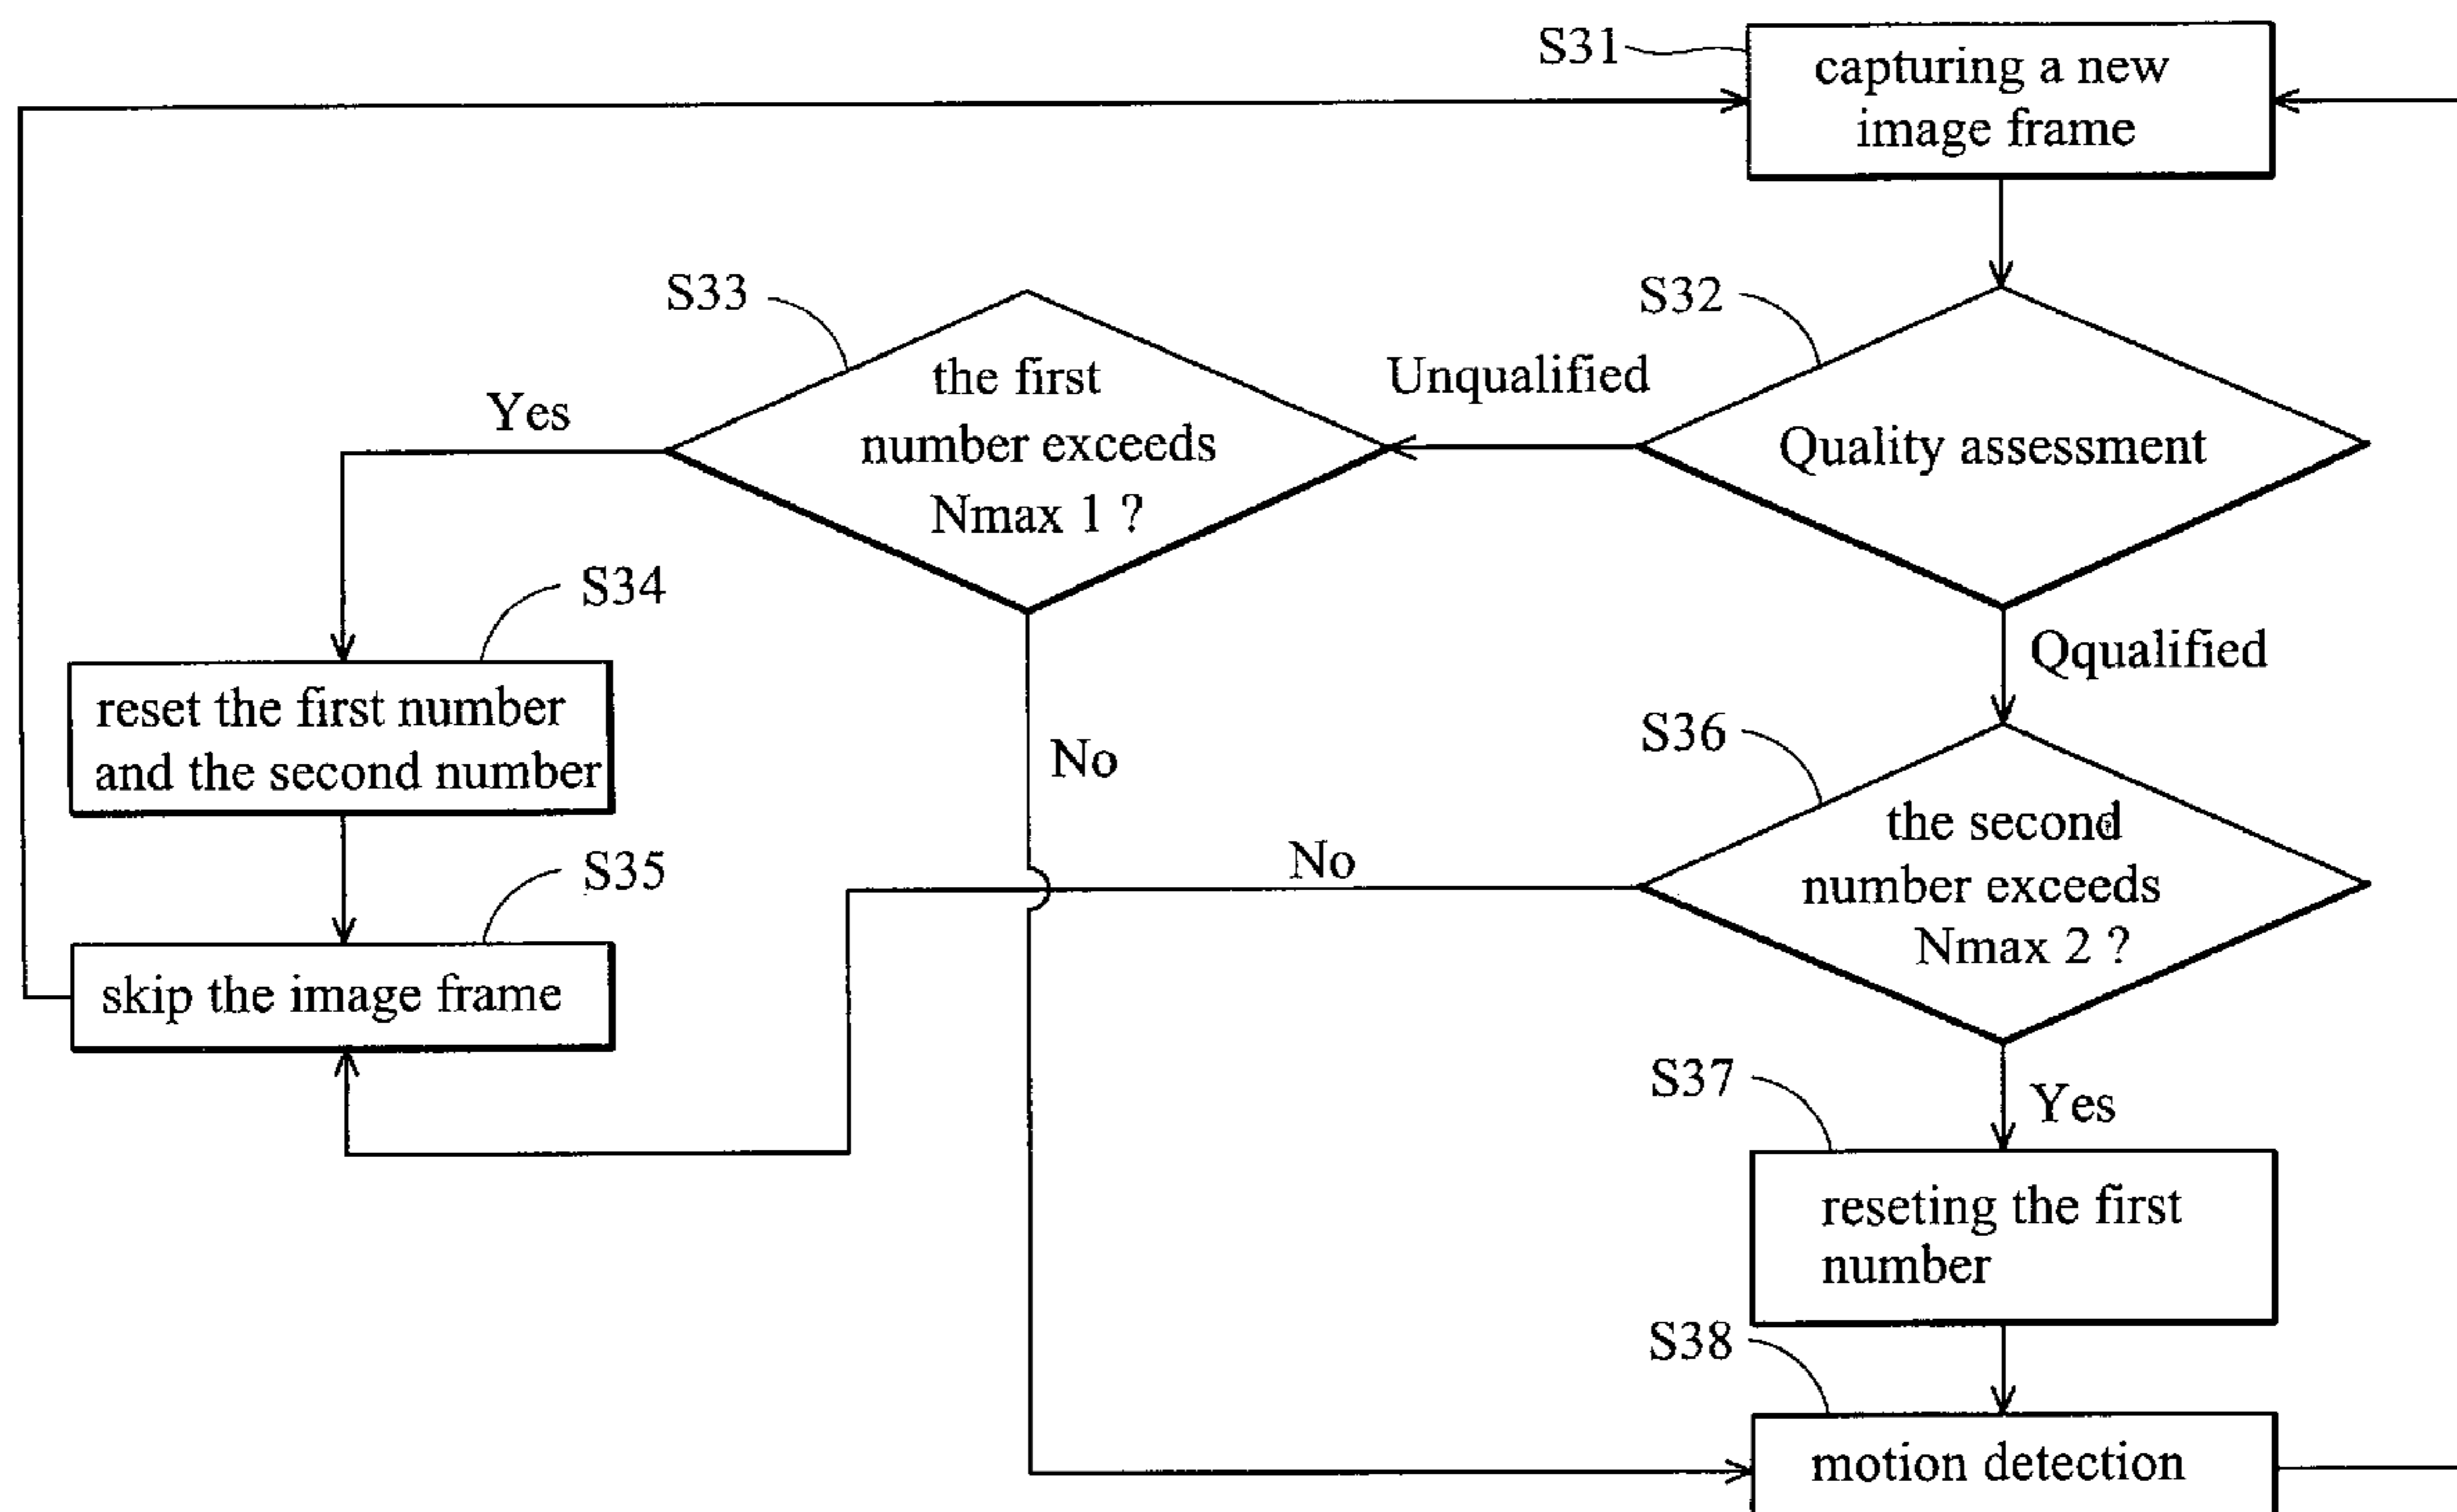 S31
capturing a new
image frame
S33
S32
the first
number exceeds
Nmax 1 ?
Unqualified
Quality assessment
Yes
S34
Qqualified
reset the first number
and the second number
No
S36
S35
the second
number exceeds
Nmax 2 ?
No
skip the image frame
S37
Yes
reseting the first
number
S38
motion detection